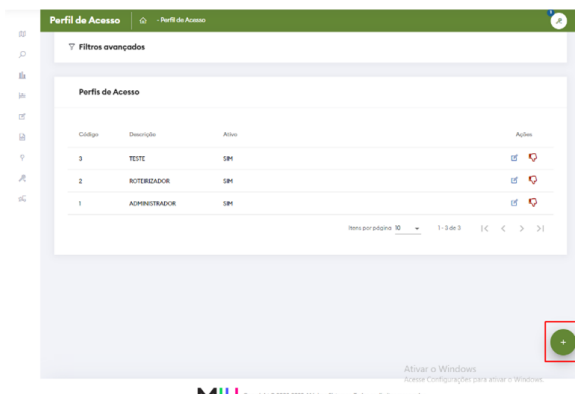 Perfil de Acesso - Perfil de Acesso
Filtros avançados
Perfis de Acesso
Código Descrição Ativo Ações
3 TESTE SIM
2 ROTEIRIZADOR SIM
1 ADMINISTRADOR SIM
Itens por página 10 1 - 3 de 3
+
Ativar o Windows
Acesse Configurações para ativar o Windows.